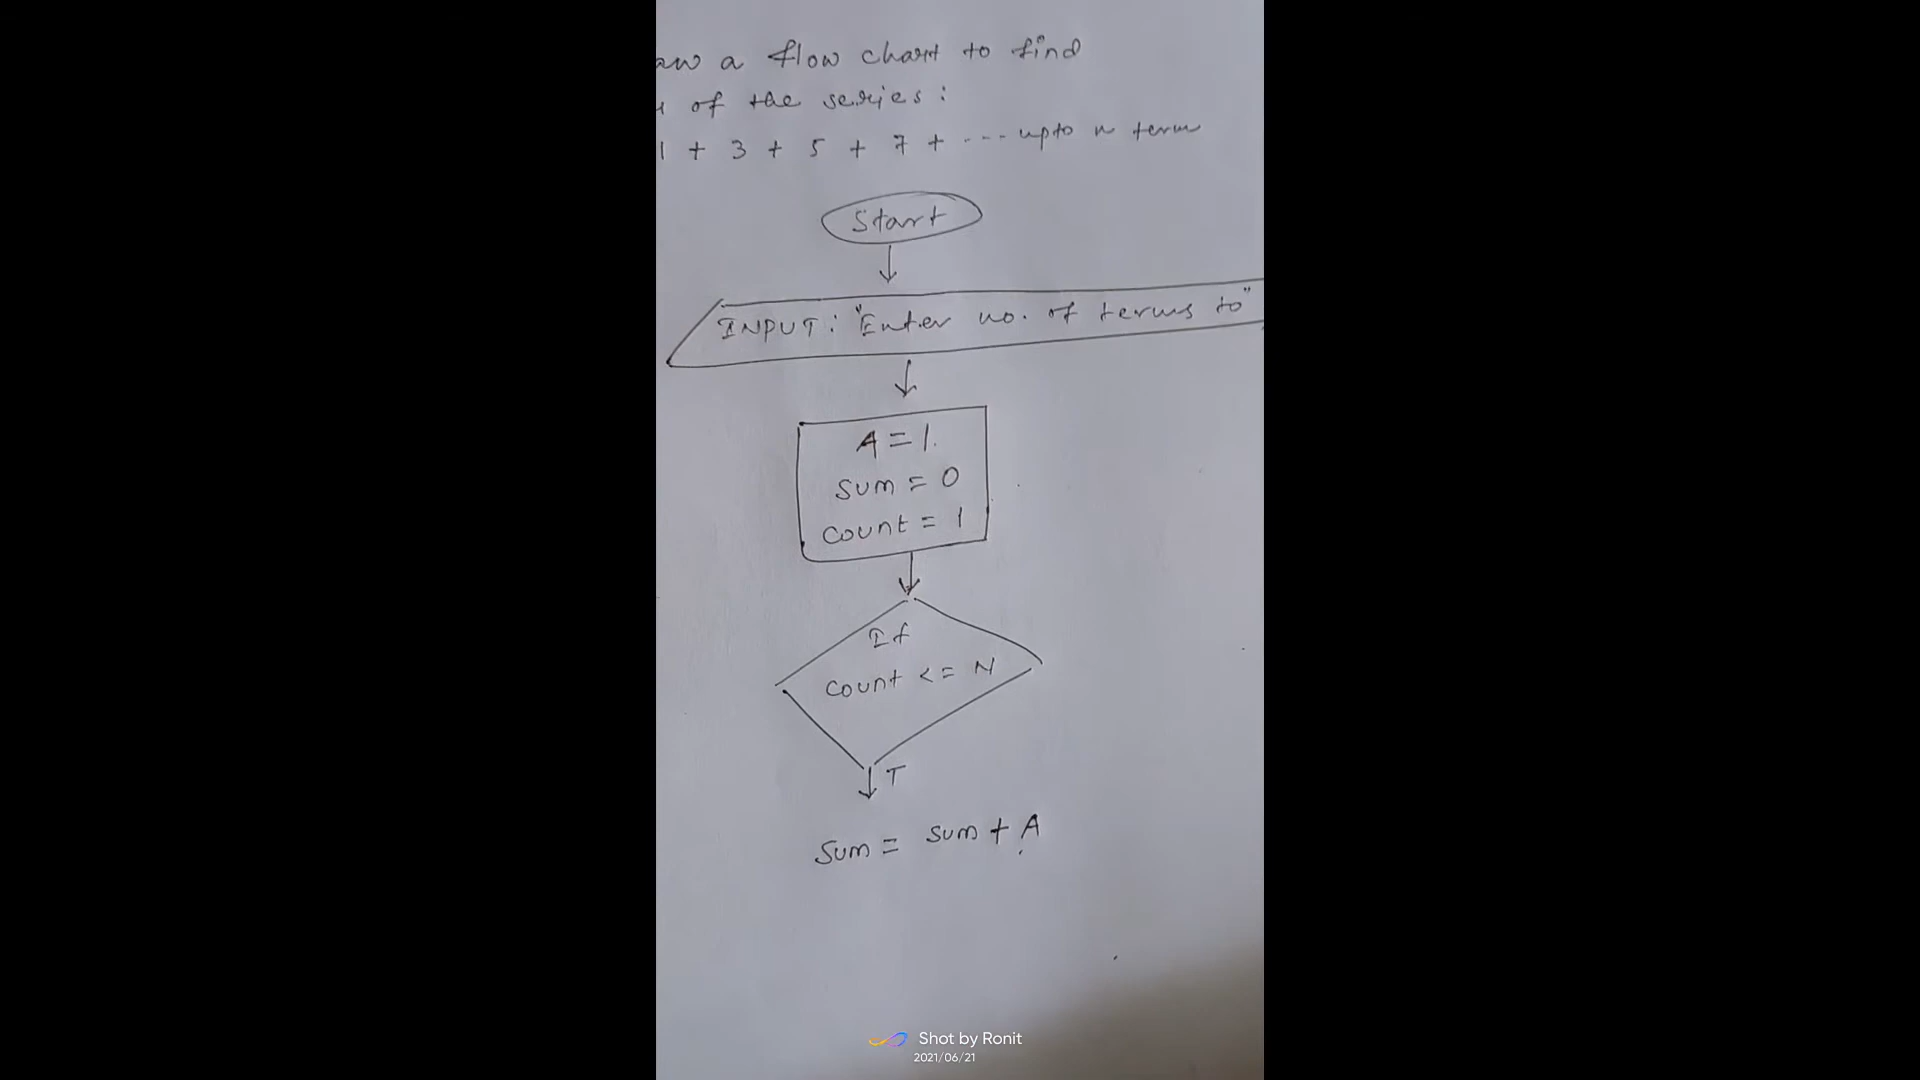 a flow chart to find
of the series:
1 + 3 + 5 + 7 + ... upto n term
Start
INPUT: "Enter no. of terms to"
A = 1.
sum = 0
count = 1
If
count <= N
T
sum = sum + A
Shot by Ronit
2021/06/21